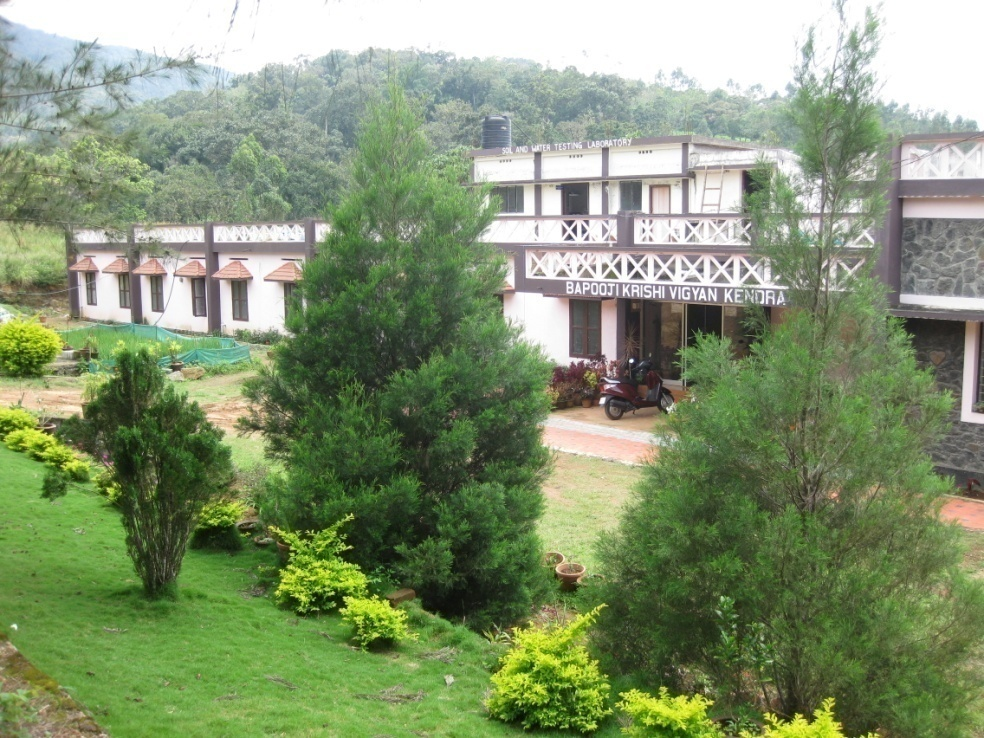 SOIL AND WATER TESTING LABORATORY
BAPOOJI KRISHI VIGYAN KENDRA